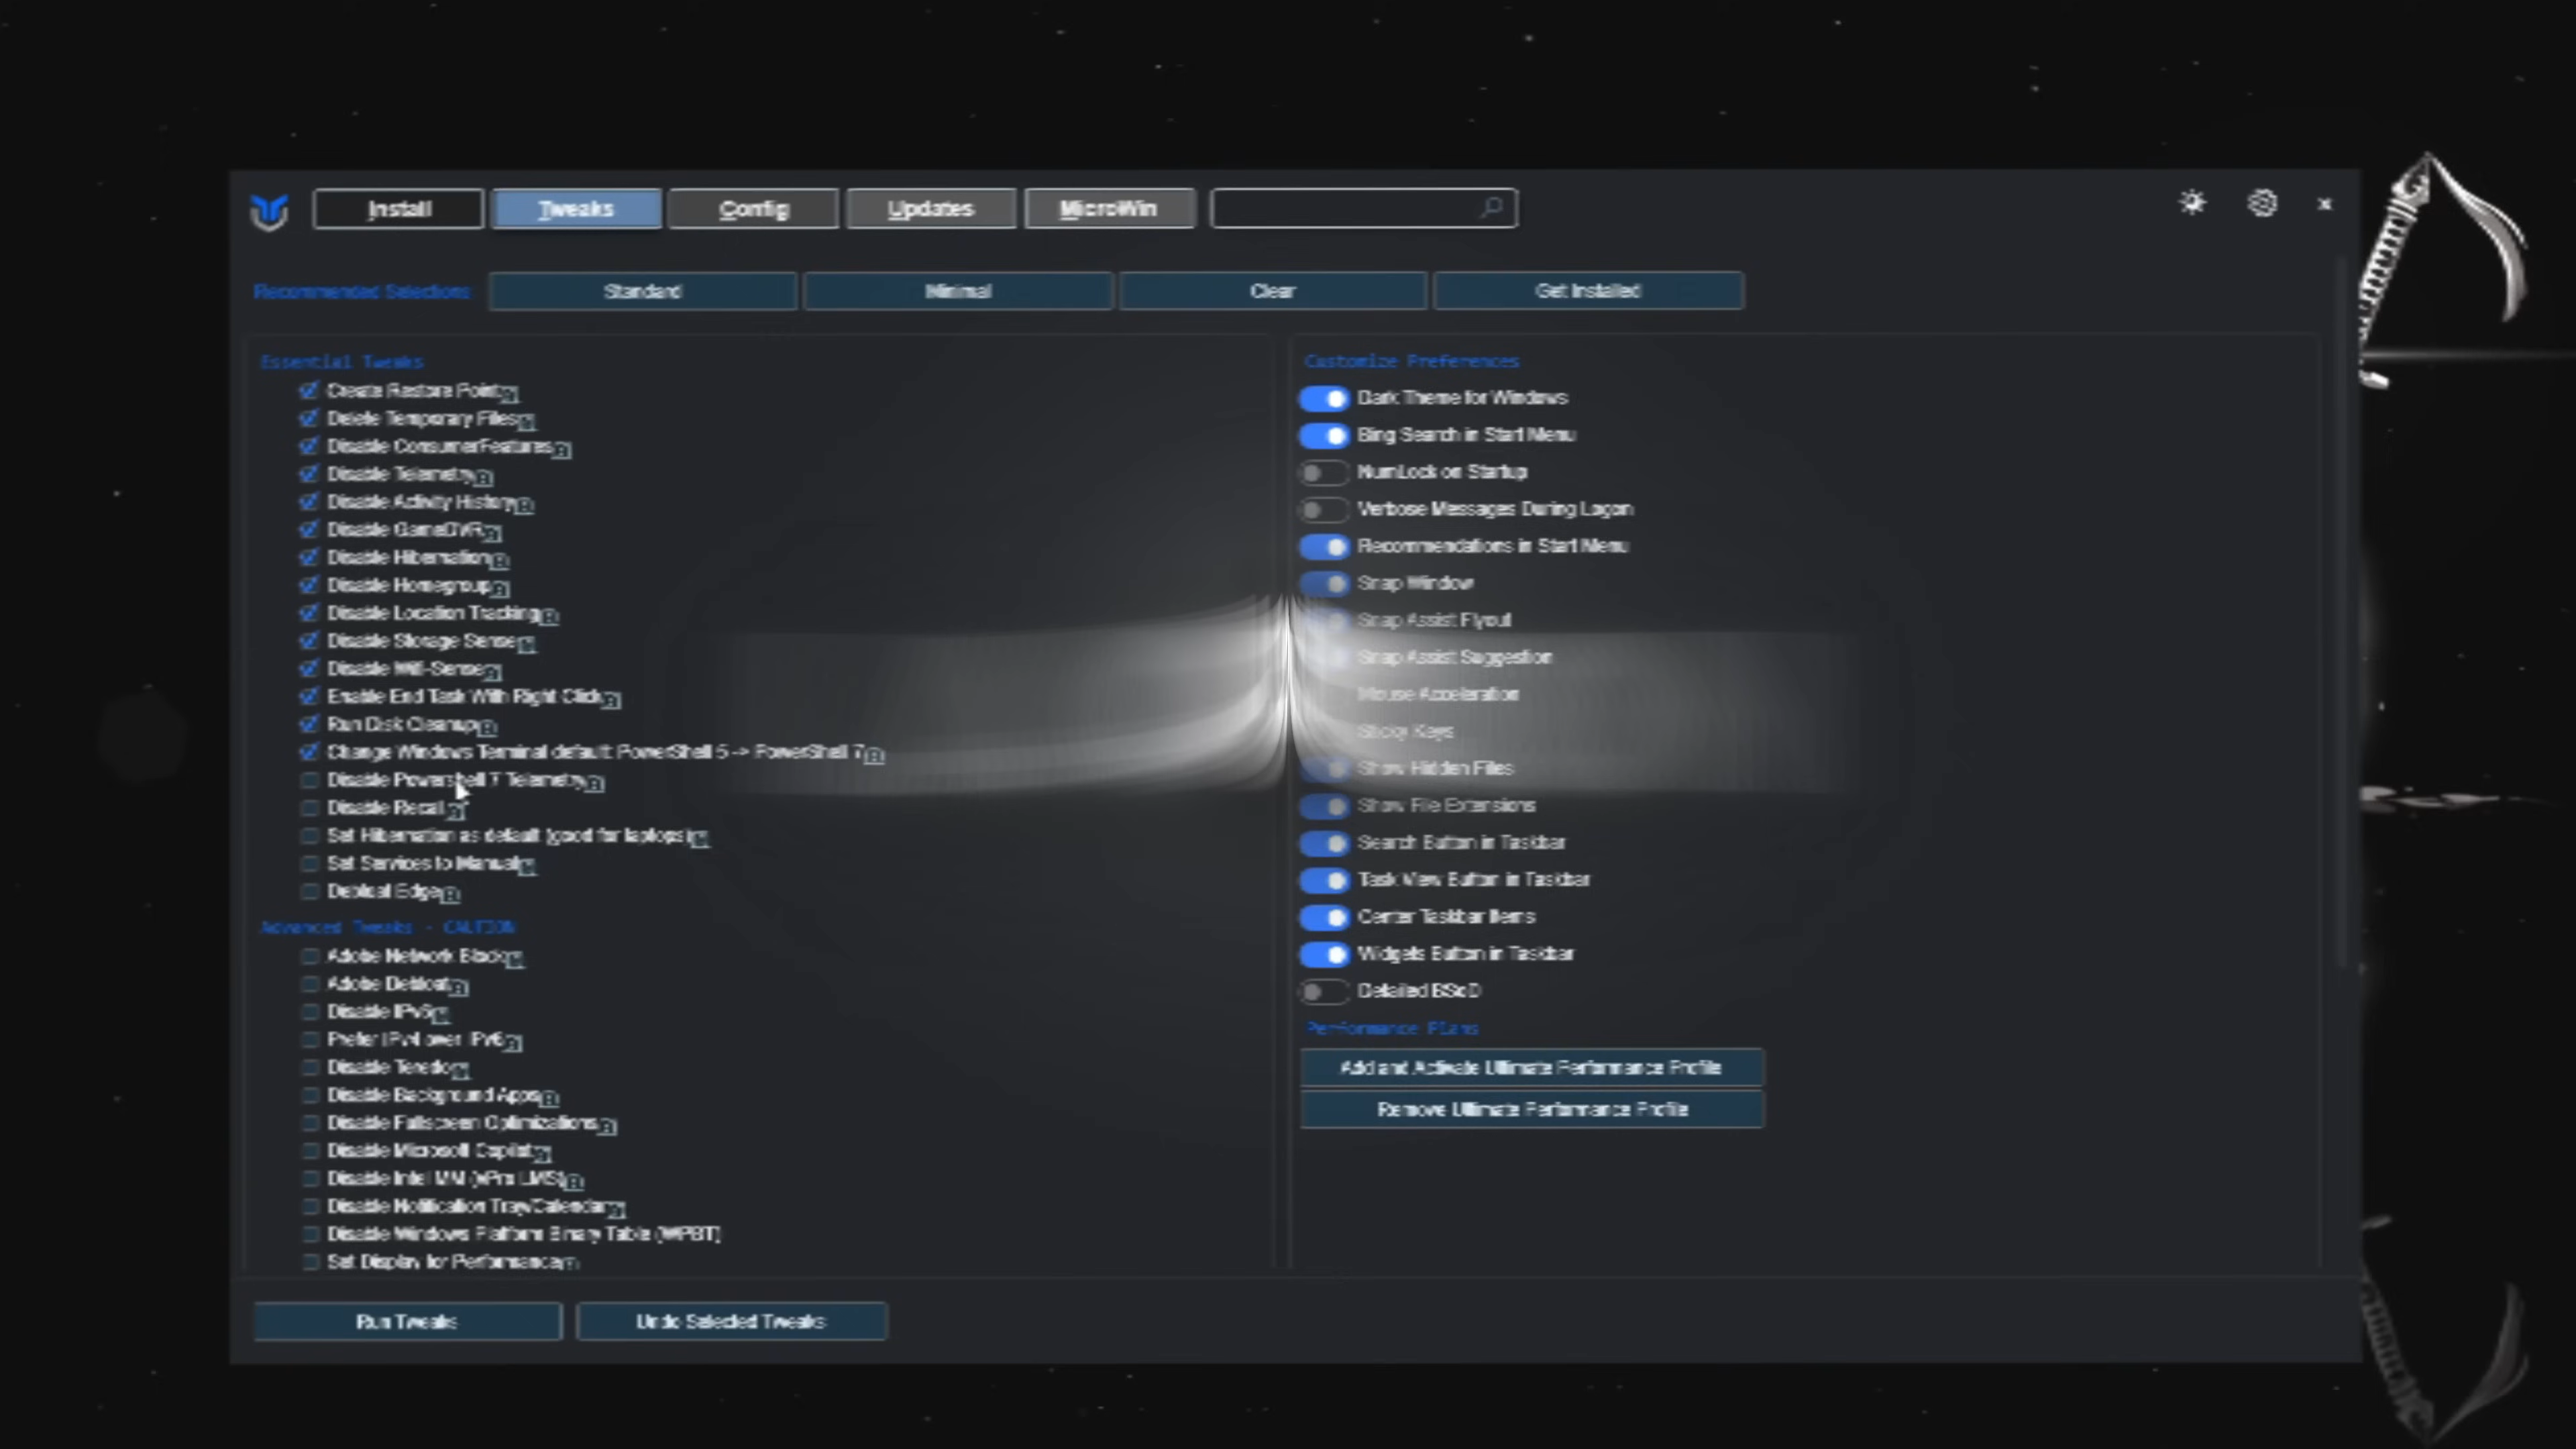 Install
Tweaks
Config
Updates
MicroWin
Recommended Selections
Standard
Minimal
Clear
Get Installed
Essential Tweaks
Create Restore Point
Delete Temporary Files
Disable ConsumerFeatures
Disable Telemetry
Disable Activity History
Disable GameDVR
Disable Hibernation
Disable Homegroup
Disable Location Tracking
Disable Storage Sense
Disable Wifi-Sense
Enable End Task With Right Click
Run Disk Cleanup
Change Windows Terminal default: PowerShell 5 -> PowerShell 7
Disable Powershell 7 Telemetry
Disable Recall
Set Hibernation as default (good for laptops)
Set Services to Manual
Debloat Edge
Advanced Tweaks - CAUTION
Adobe Network Block
Adobe Debloat
Disable IPv6
Prefer IPv4 over IPv6
Disable Teredo
Disable Background Apps
Disable Fullscreen Optimizations
Disable Microsoft Copilot
Disable Intel MM (vPro LMS)
Disable Notification Tray/Calendar
Disable Windows Platform Binary Table (WPBT)
Set Display for Performance
Customize Preferences
Dark Theme for Windows
Bing Search in Start Menu
NumLock on Startup
Verbose Messages During Logon
Recommendations in Start Menu
Snap Window
Snap Assist Flyout
Snap Assist Suggestion
Mouse Acceleration
Sticky Keys
Show Hidden Files
Show File Extensions
Search Button in Taskbar
Task View Button in Taskbar
Center Taskbar Items
Widgets Button in Taskbar
Detailed BSoD
Performance Plans
Add and Activate Ultimate Performance Profile
Remove Ultimate Performance Profile
Run Tweaks
Undo Selected Tweaks